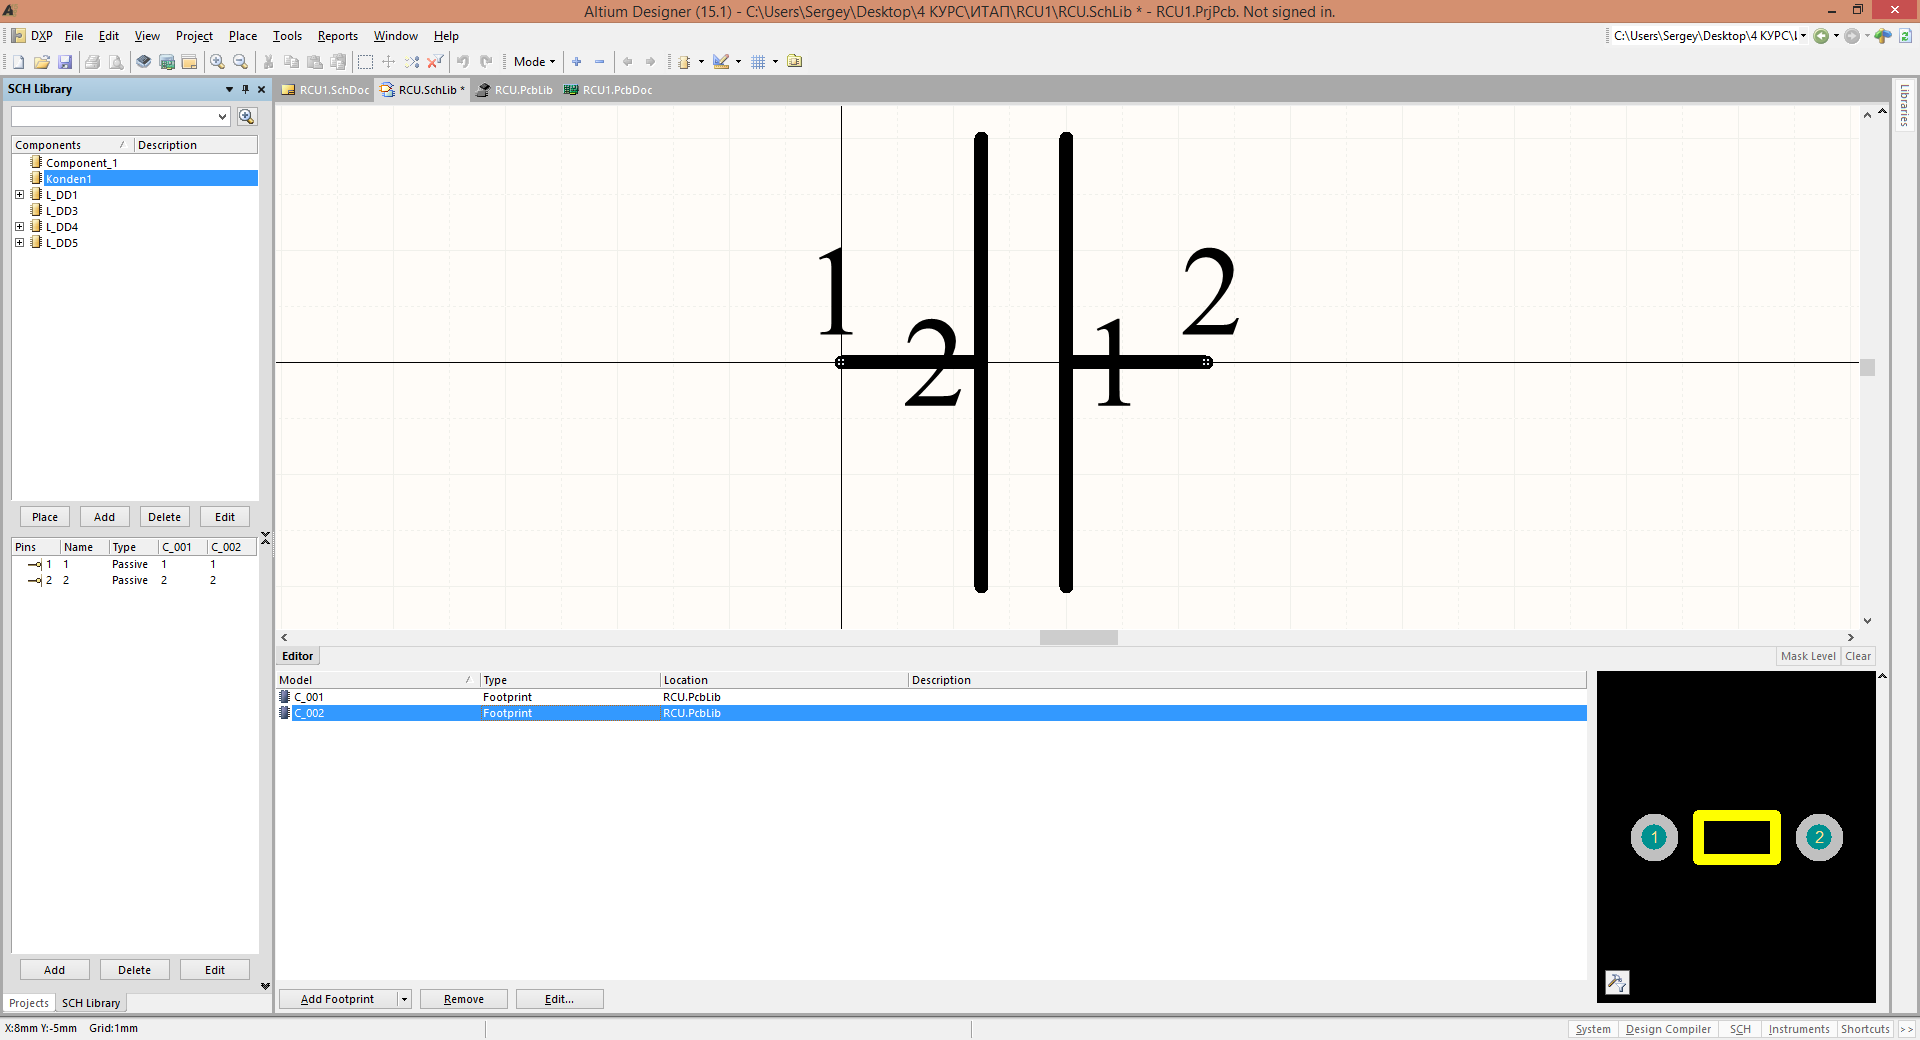 Altium Designer (15.1) - C:\Users\Sergey\Desktop\4 КУРС\ИТАП\RCU1\RCU.SchLib * - RCU1.PrjPcb. Not signed in.
DXP File Edit View Project Place Tools Reports Window Help
C:\Users\Sergey\Desktop\4 КУРС\
Mode
SCH Library
RCU1.SchDoc RCU.SchLib * RCU.PcbLib RCU1.PcbDoc
Libraries
Components Description
Component_1
Konden1
L_DD1
L_DD3
L_DD4
L_DD5
1 2
2 1
Place Add Delete Edit
Pins Name Type C_001 C_002
1 1 Passive 1 1
2 2 Passive 2 2
Editor
Mask Level Clear
Model Type Location Description
C_001 Footprint RCU.PcbLib
C_002 Footprint RCU.PcbLib
1 2
Add Delete Edit
Add Footprint Remove Edit...
Projects SCH Library
X:8mm Y:-5mm Grid:1mm
System Design Compiler SCH Instruments Shortcuts >>